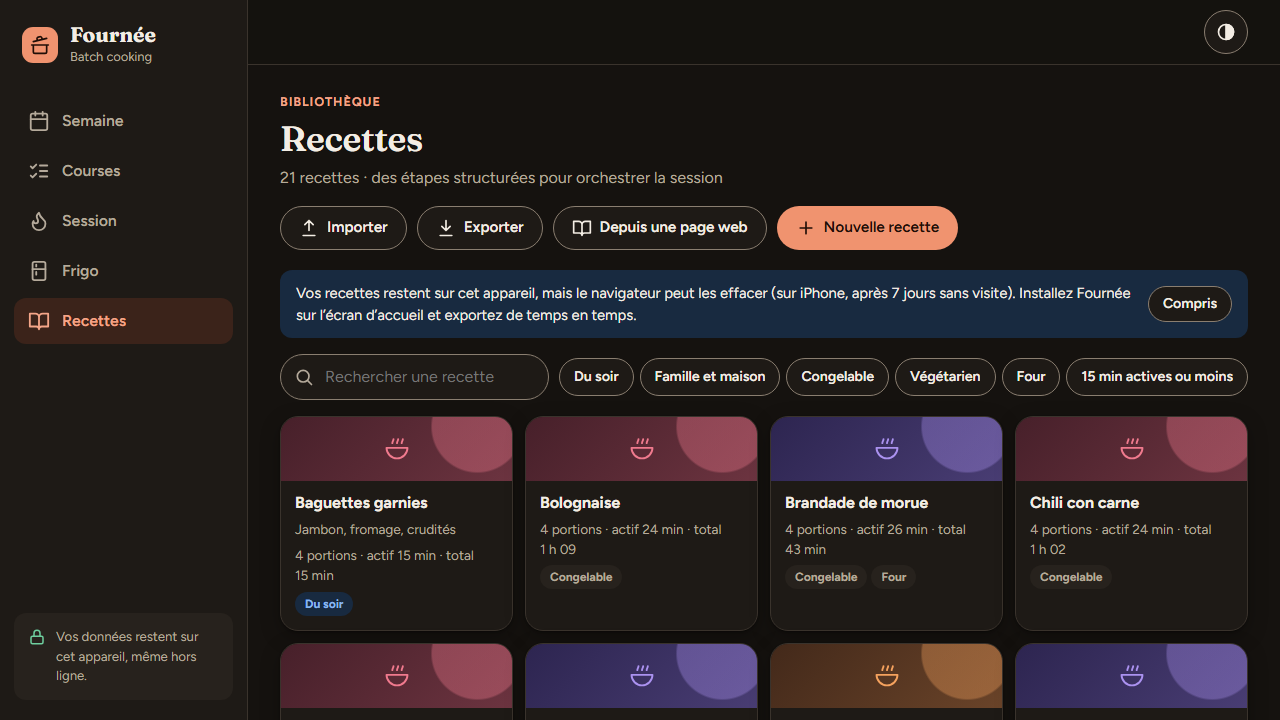 Fournée
Batch cooking
Semaine
Courses
Session
Frigo
Recettes
Vos données restent sur
cet appareil, même hors
ligne.
BIBLIOTHÈQUE
Recettes
21 recettes · des étapes structurées pour orchestrer la session
Importer
Exporter
Depuis une page web
Nouvelle recette
Vos recettes restent sur cet appareil, mais le navigateur peut les effacer (sur iPhone, après 7 jours sans visite). Installez Fournée
sur l’écran d’accueil et exportez de temps en temps.
Compris
Rechercher une recette
Du soir
Famille et maison
Congelable
Végétarien
Four
15 min actives ou moins
Baguettes garnies
Jambon, fromage, crudités
4 portions · actif 15 min · total
15 min
Du soir
Bolognaise
4 portions · actif 24 min · total
1 h 09
Congelable
Brandade de morue
4 portions · actif 26 min · total
43 min
Congelable
Four
Chili con carne
4 portions · actif 24 min · total
1 h 02
Congelable